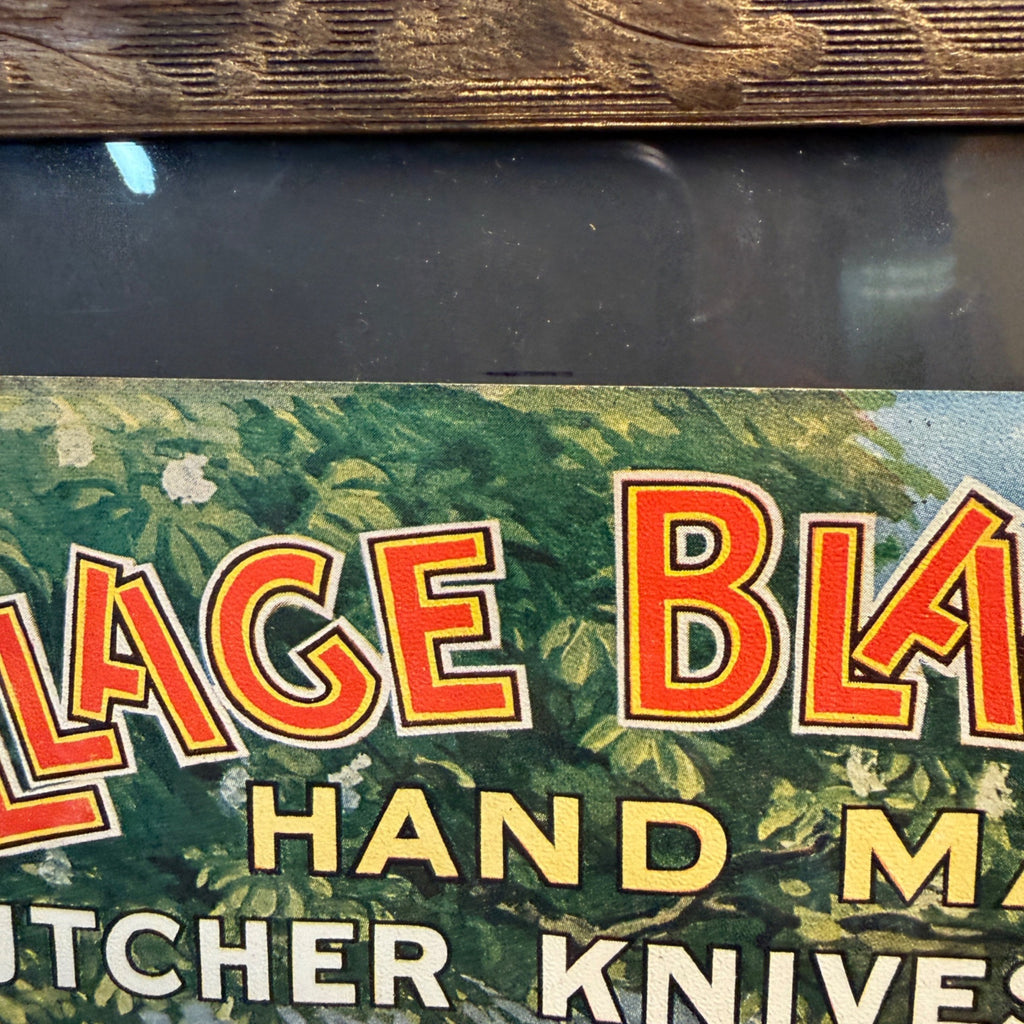 LLAGE BLA
HAND MA
UTCHER KNIVES